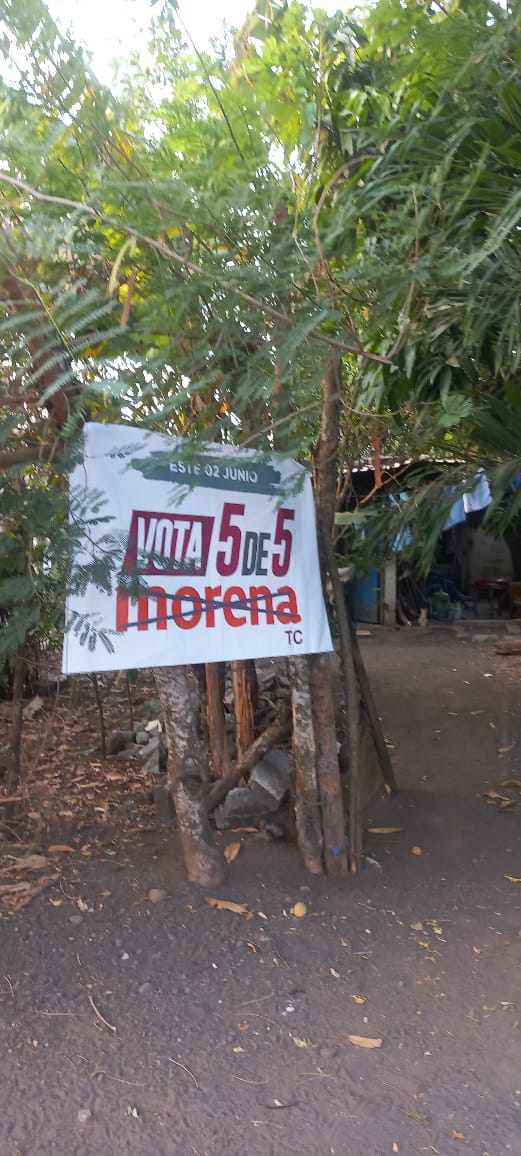 ESTE 02 JUNIO
VOTA 5 DE 5
morena
TC